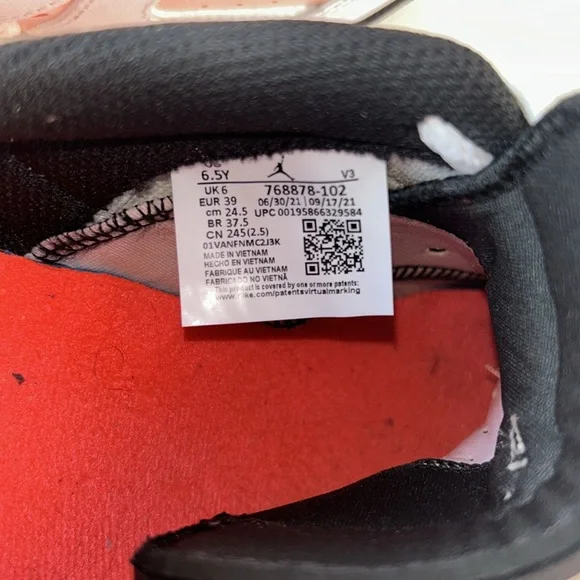 US
6.5Y V3
UK 6 768878-102
EUR 39 06/30/21 09/17/21
cm 24.5 UPC 00195866329584
BR 37.5
CN 245(2.5)
01VANFNMC2J3K
MADE IN VIETNAM
HECHO EN VIETNAM
FABRIQUE AU VIETNAM
FABRICADO NO VIETNÃ
This product is covered by one or more patents:
www.nike.com/patentsvirtualmarking